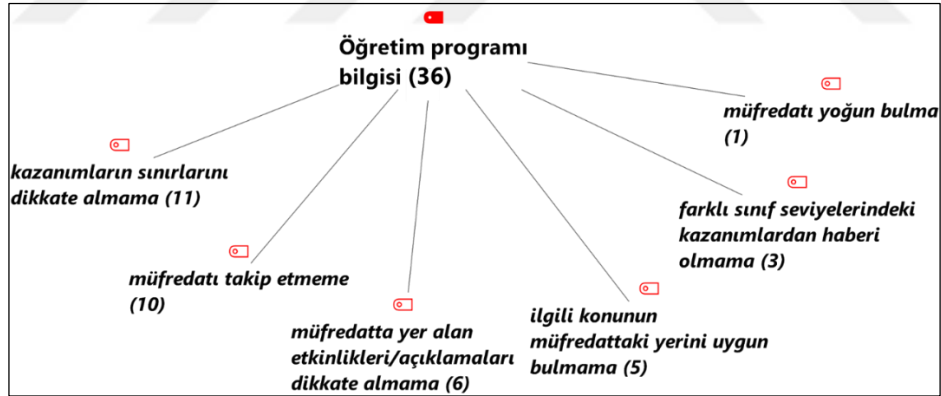 Öğretim programı
bilgisi (36)
müfredatı yoğun bulma
(1)
kazanımların sınırlarını
dikkate almama (11)
farklı sınıf seviyelerindeki
kazanımlardan haberi
olmama (3)
müfredatı takip etmeme
(10)
müfredatta yer alan
etkinlikleri/açıklamaları
dikkate almama (6)
ilgili konunun
müfredattaki yerini uygun
bulmama (5)